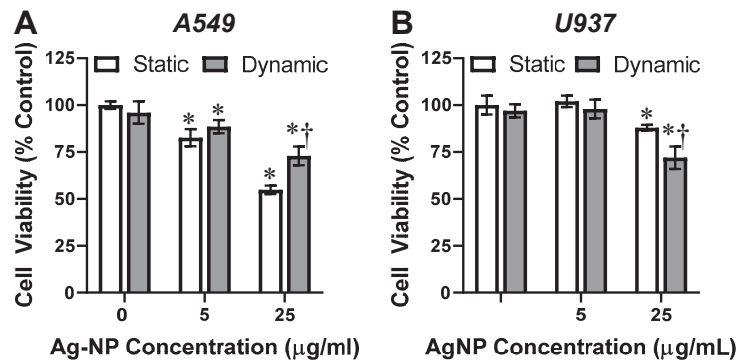 A
A549
Cell Viability (% Control)
125
100
75
50
25
0
Static
Dynamic
*
*
*
*†
0
5
25
Ag-NP Concentration (μg/ml)
B
U937
Cell Viability (% Control)
125
100
75
50
25
0
Static
Dynamic
*
*†
5
25
AgNP Concentration (μg/mL)